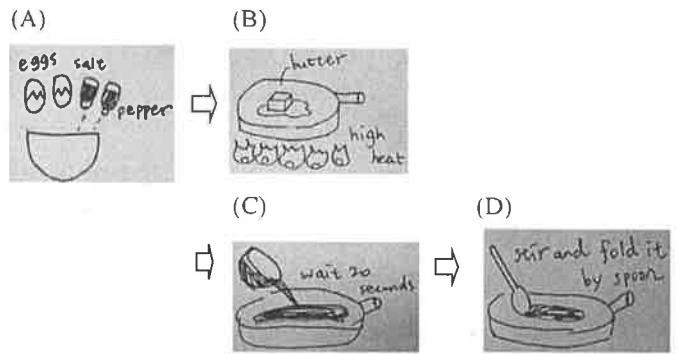 (A)
eggs salt
pepper
(B)
butter
high
heat
(C)
wait 20
seconds
(D)
stir and fold it
by spoon